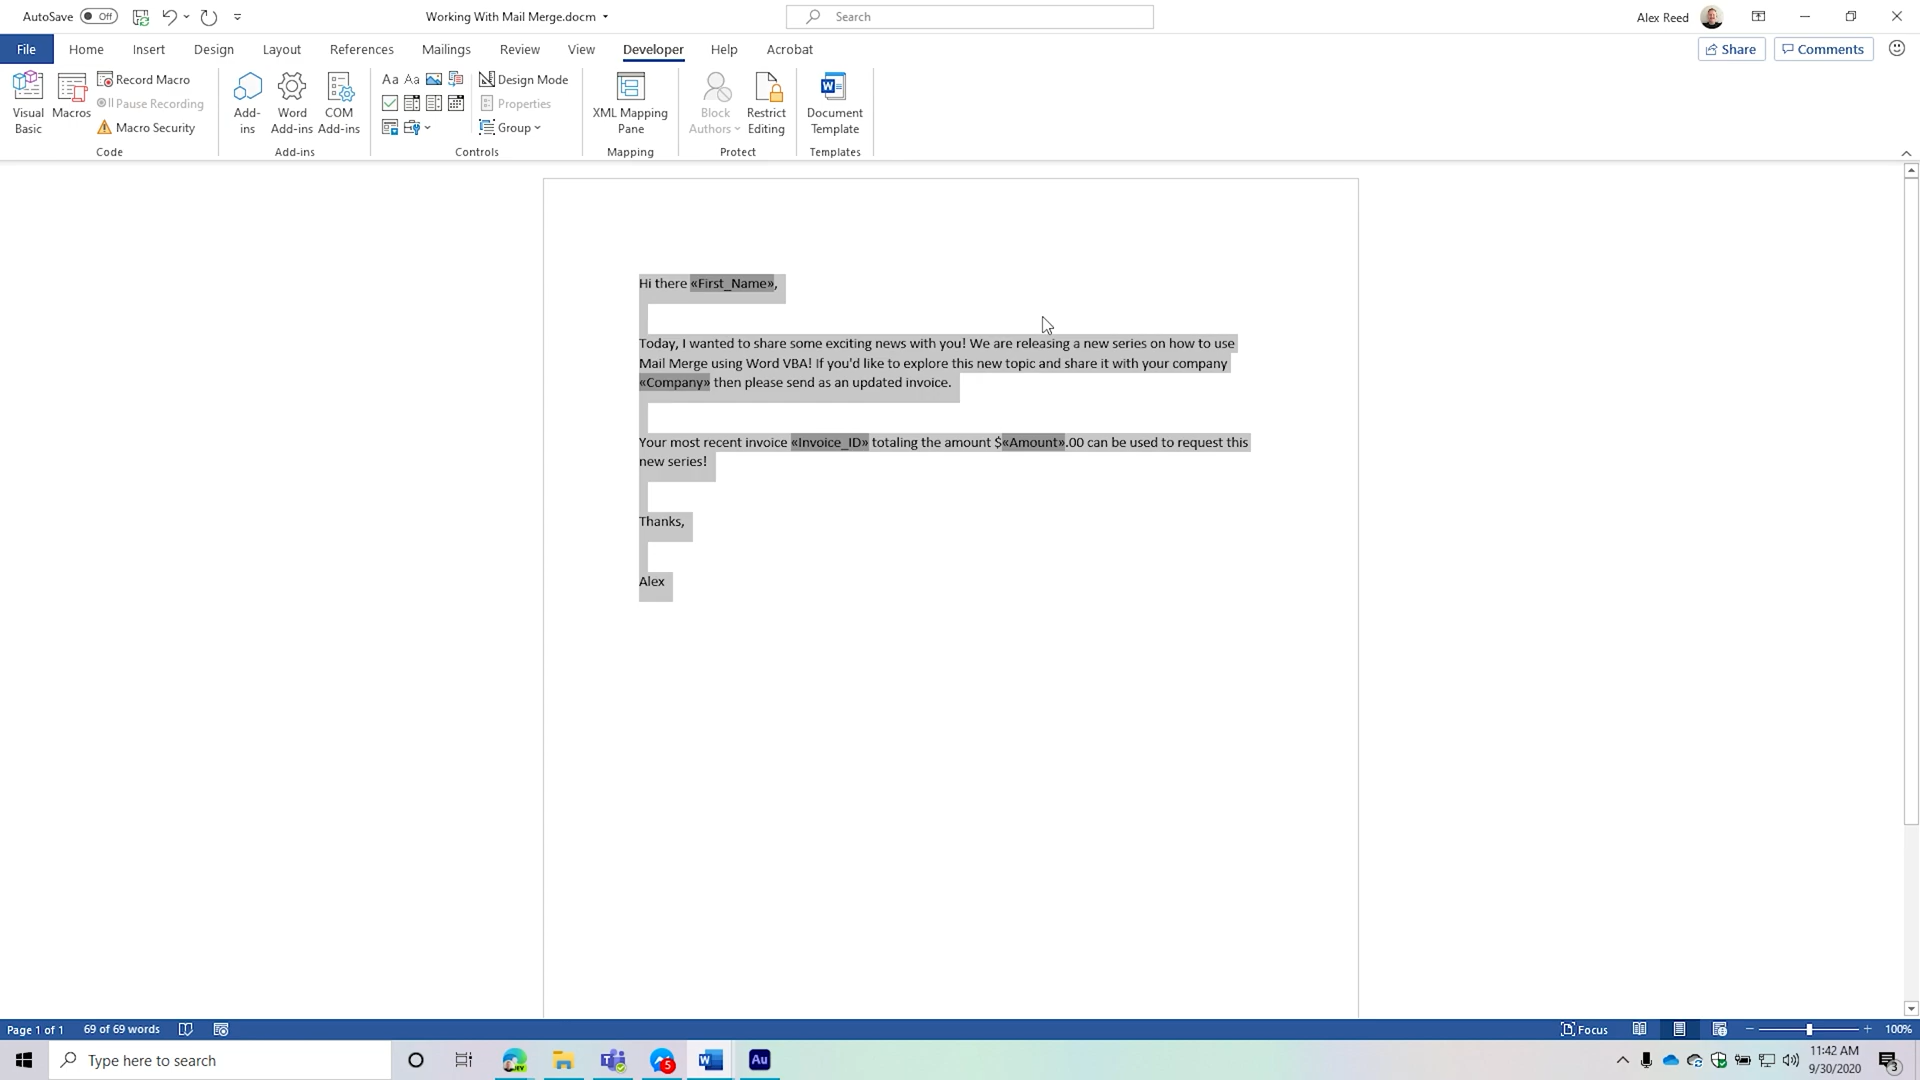 AutoSave Off
Working With Mail Merge.docm
Search
Alex Reed
File Home Insert Design Layout References Mailings Review View Developer Help Acrobat
Share Comments
Visual Basic
Macros
Record Macro
Pause Recording
Macro Security
Code
Add-ins
Word Add-ins
COM Add-ins
Add-ins
Aa Aa
Design Mode
Properties
Group
Controls
XML Mapping Pane
Mapping
Block Authors
Restrict Editing
Protect
Document Template
Templates
Hi there «First_Name»,
Today, I wanted to share some exciting news with you! We are releasing a new series on how to use
Mail Merge using Word VBA! If you'd like to explore this new topic and share it with your company
«Company» then please send as an updated invoice.
Your most recent invoice «Invoice_ID» totaling the amount $«Amount».00 can be used to request this
new series!
Thanks,
Alex
Page 1 of 1 69 of 69 words
Focus
100%
Type here to search
5
Au
11:42 AM
9/30/2020
3